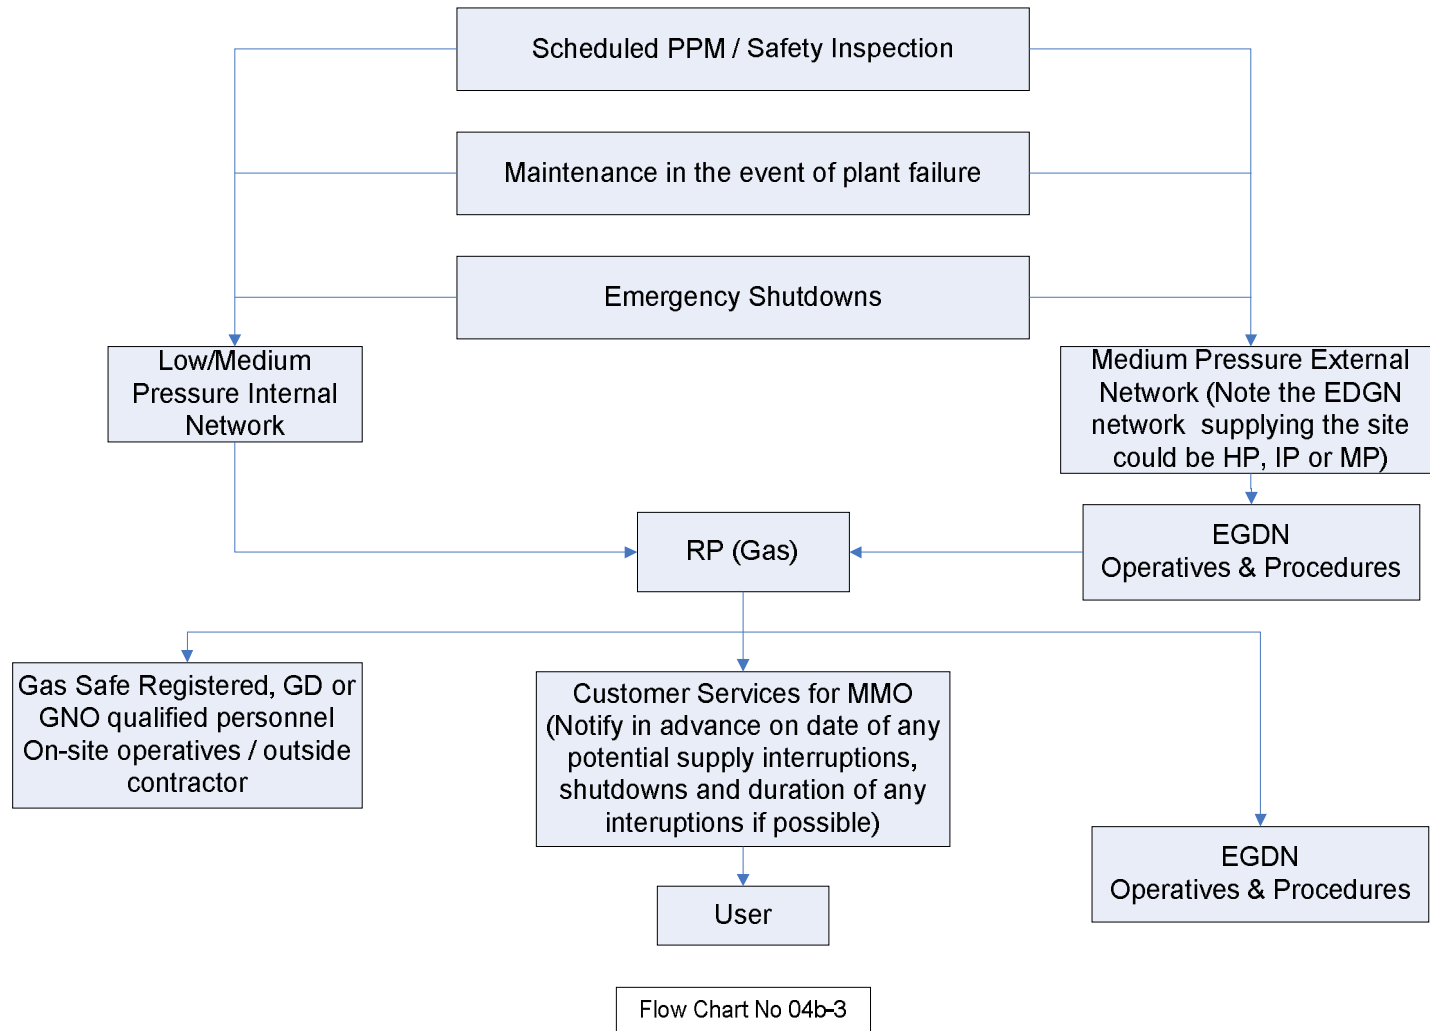 Scheduled PPM / Safety Inspection
Maintenance in the event of plant failure
Emergency Shutdowns
Low/Medium
Pressure Internal
Network
Medium Pressure External
Network (Note the EDGN
network supplying the site
could be HP, IP or MP)
RP (Gas)
EGDN
Operatives & Procedures
Gas Safe Registered, GD or
GNO qualified personnel
On-site operatives / outside
contractor
Customer Services for MMO
(Notify in advance on date of any
potential supply interruptions,
shutdowns and duration of any
interuptions if possible)
EGDN
Operatives & Procedures
User
Flow Chart No 04b-3